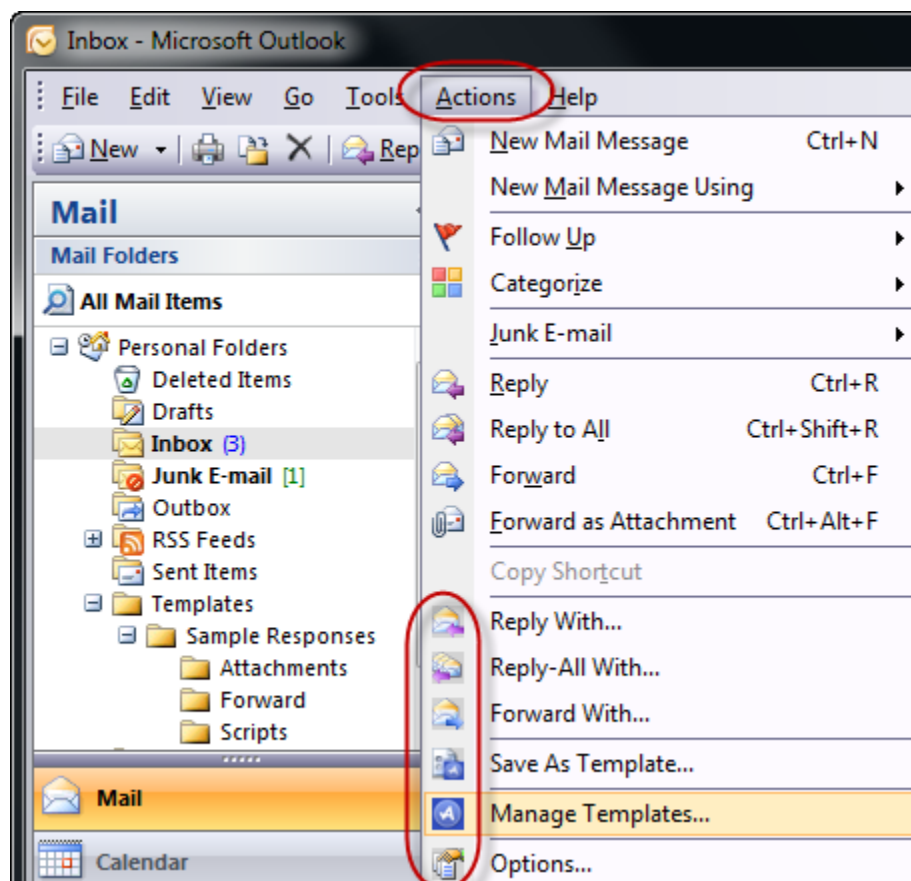 Inbox - Microsoft Outlook
File Edit View Go Tools Actions Help
New Rep
Mail
Mail Folders
All Mail Items
Personal Folders
Deleted Items
Drafts
Inbox (3)
Junk E-mail [1]
Outbox
RSS Feeds
Sent Items
Templates
Sample Responses
Attachments
Forward
Scripts
Mail
Calendar
New Mail Message Ctrl+N
New Mail Message Using
Follow Up
Categorize
Junk E-mail
Reply Ctrl+R
Reply to All Ctrl+Shift+R
Forward Ctrl+F
Forward as Attachment Ctrl+Alt+F
Copy Shortcut
Reply With...
Reply-All With...
Forward With...
Save As Template...
Manage Templates...
Options...